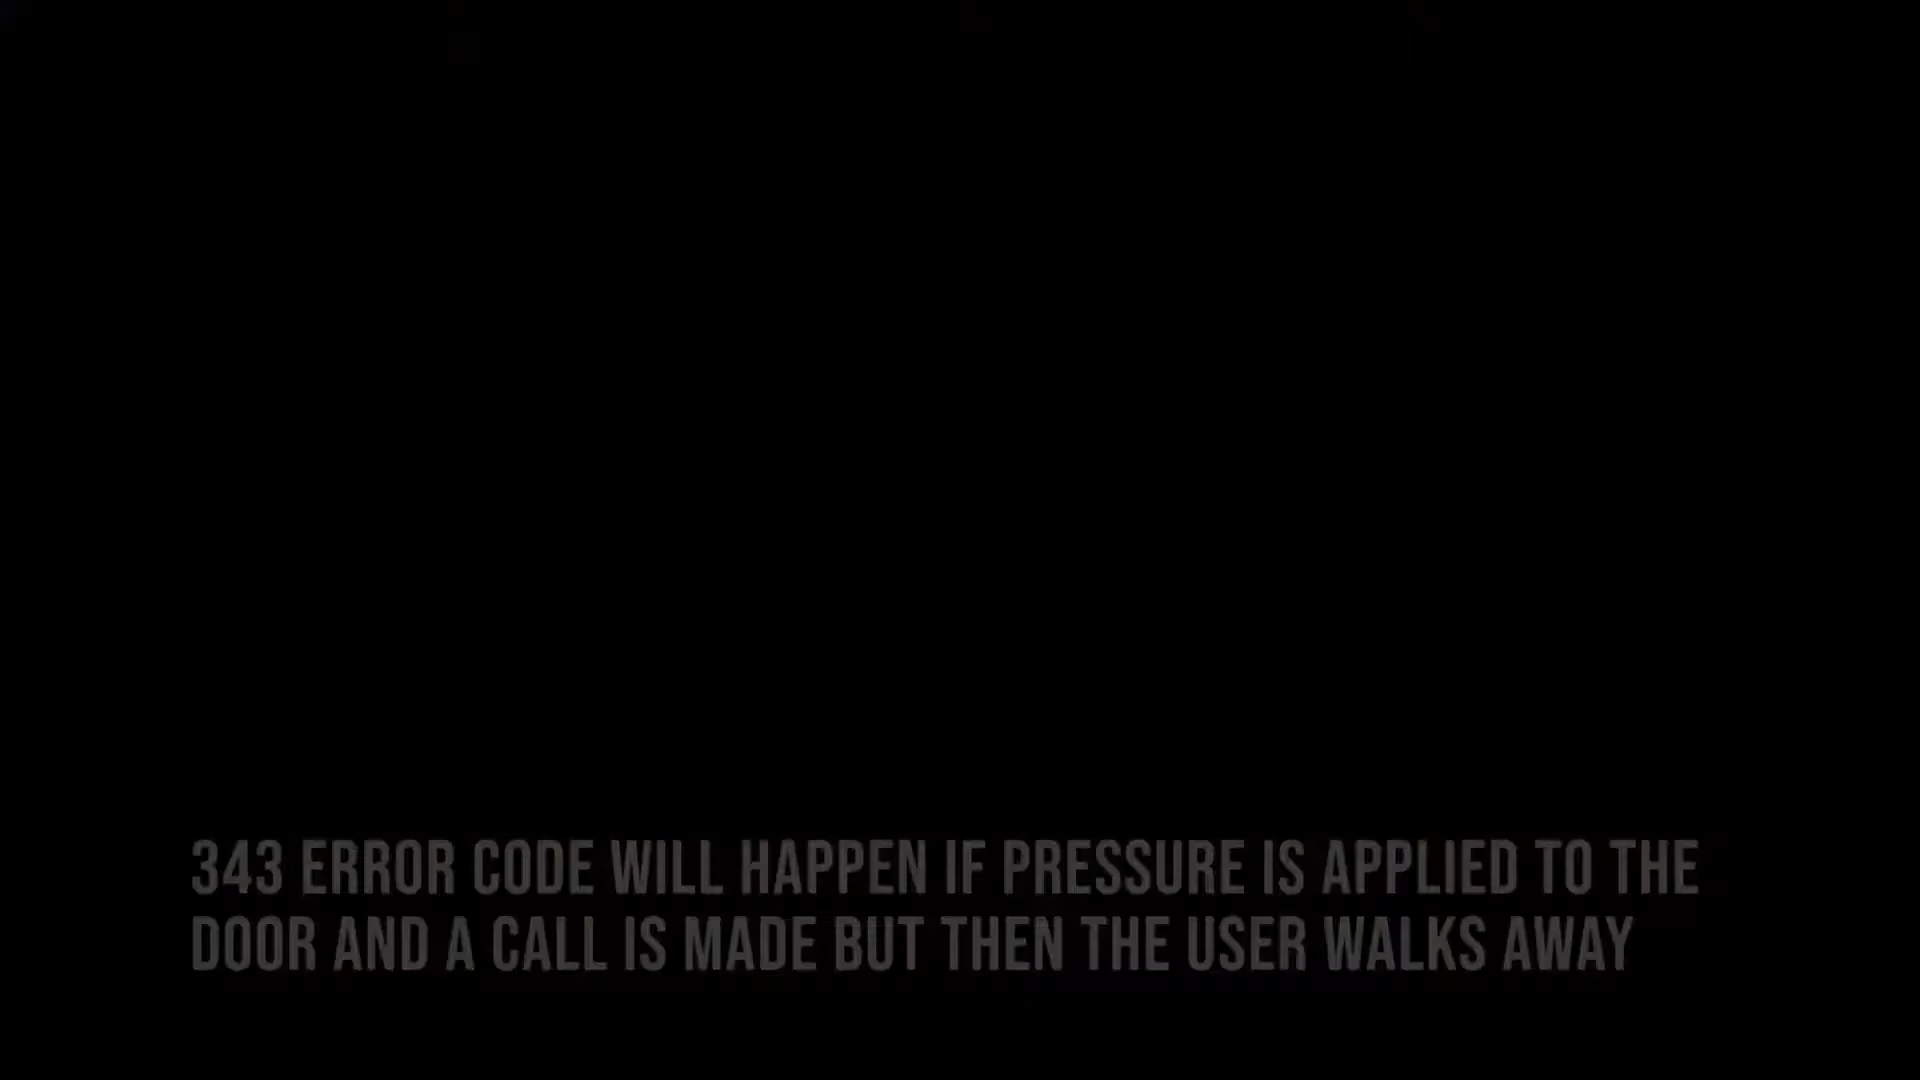 343 ERROR CODE WILL HAPPEN IF PRESSURE IS APPLIED TO THE
DOOR AND A CALL IS MADE BUT THEN THE USER WALKS AWAY